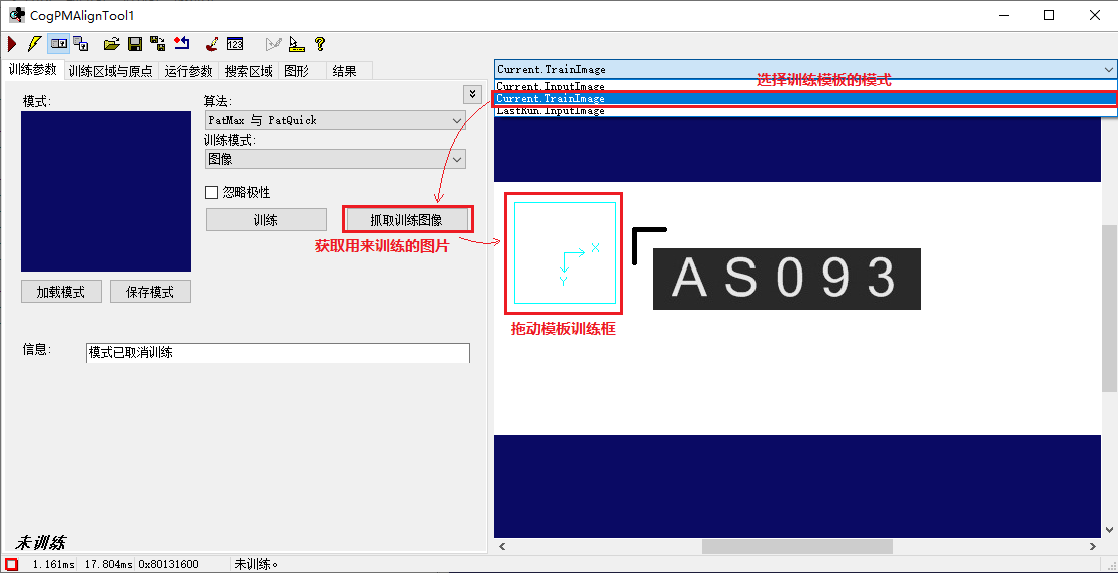 CogPMAlignTool1
训练参数 训练区域与原点 运行参数 搜索区域 图形 结果
模式:
算法:
PatMax 与 PatQuick
训练模式:
图像
忽略极性
训练 抓取训练图像
获取用来训练的图片
加载模式 保存模式
信息: 模式已取消训练
未训练
Current.TrainImage
选择训练模板的模式
Current.InputImage
Current.TrainImage
LastRun.InputImage
X
Y
拖动模板训练框
AS093
1.161ms 17.804ms 0x80131600 未训练。